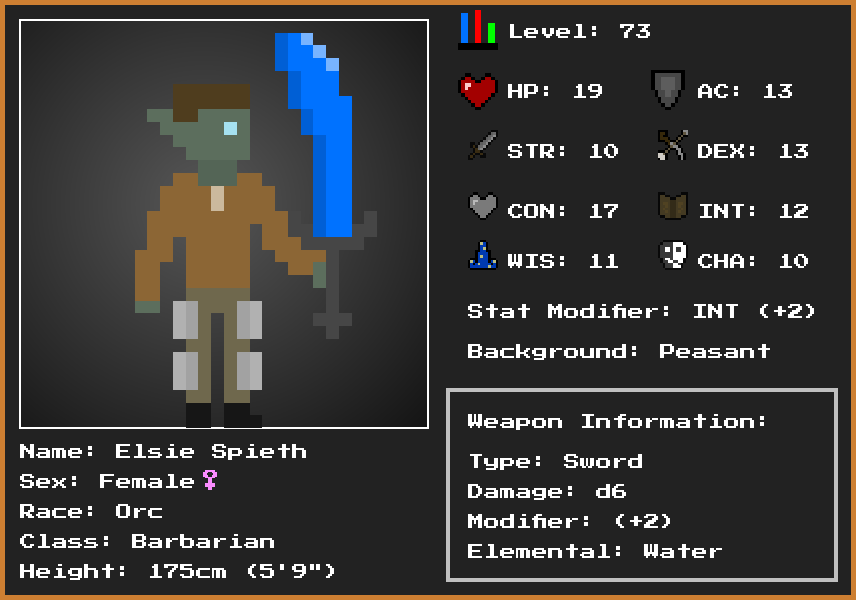 Level: 73
HP: 19 AC: 13
STR: 10 DEX: 13
CON: 17 INT: 12
WIS: 11 CHA: 10
Stat Modifier: INT (+2)
Background: Peasant
Weapon Information:
Type: Sword
Damage: d6
Modifier: (+2)
Elemental: Water
Name: Elsie Spieth
Sex: Female♀
Race: Orc
Class: Barbarian
Height: 175cm (5'9")